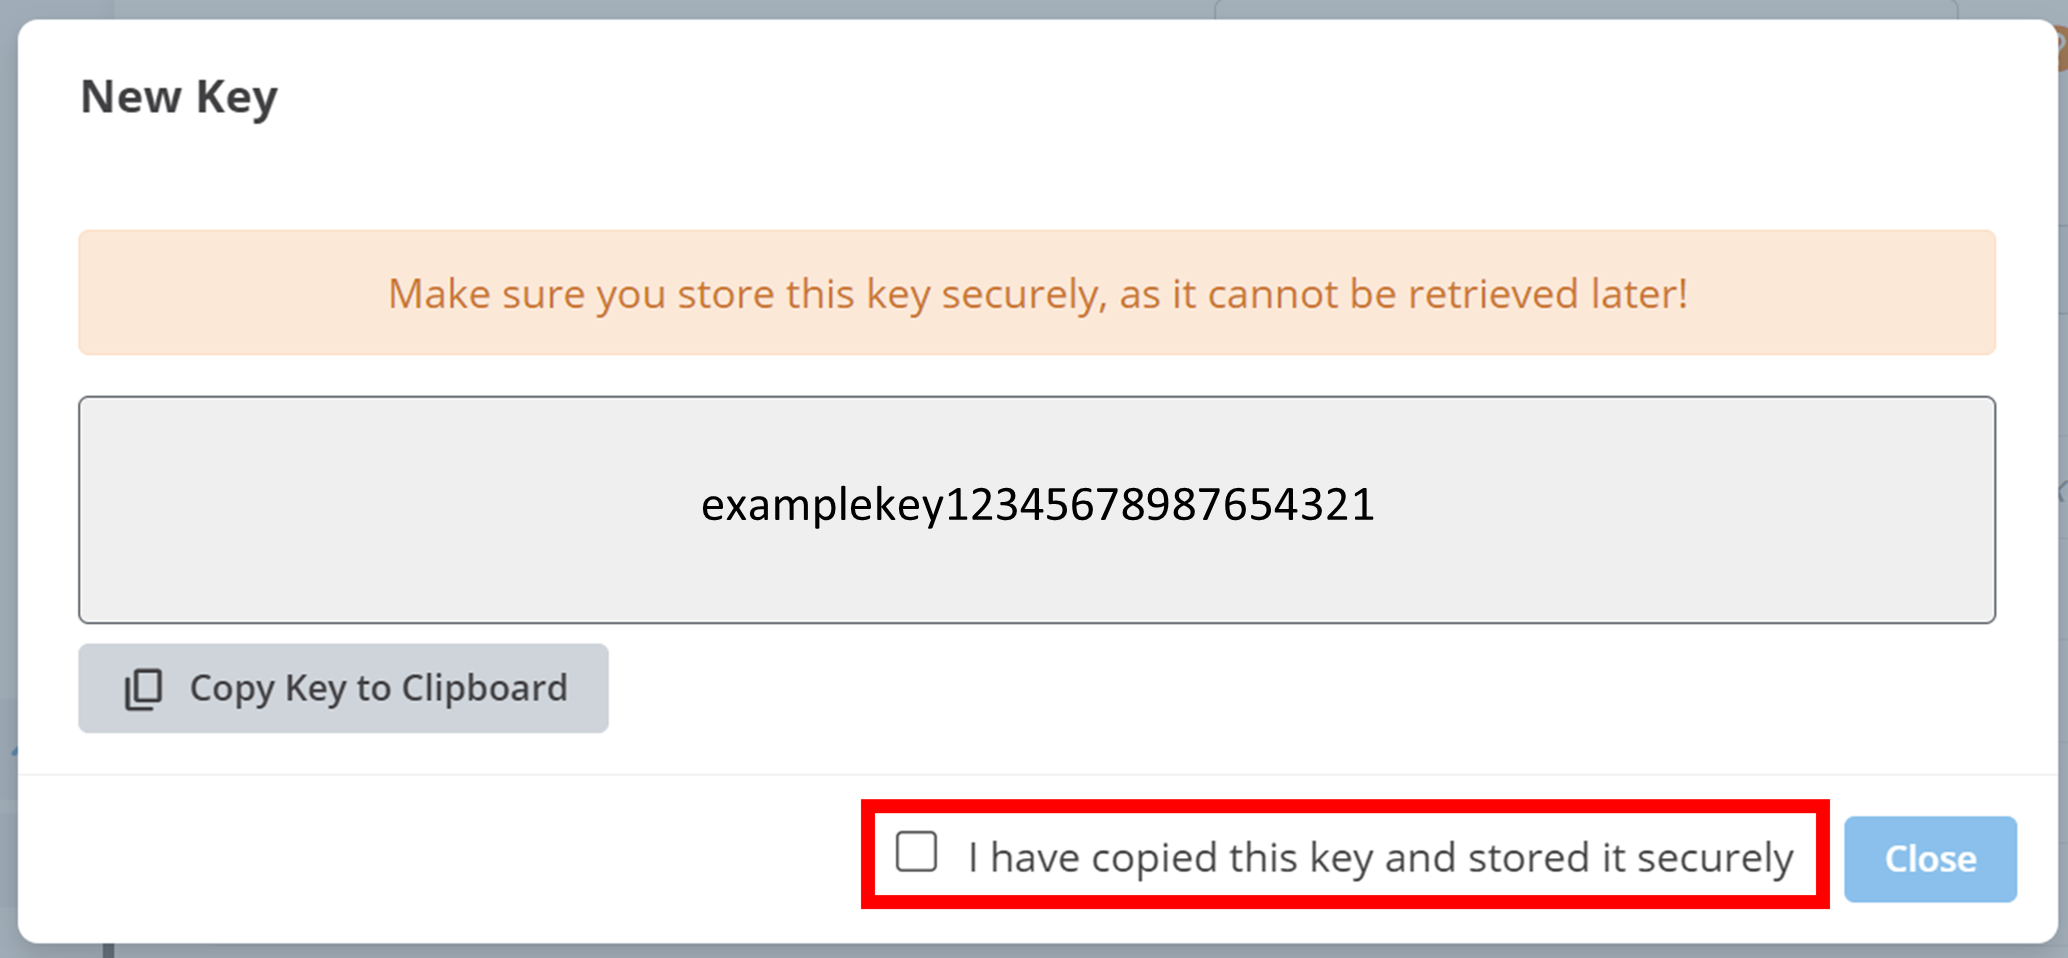 New Key
Make sure you store this key securely, as it cannot be retrieved later!
examplekey12345678987654321
Copy Key to Clipboard
I have copied this key and stored it securely
Close